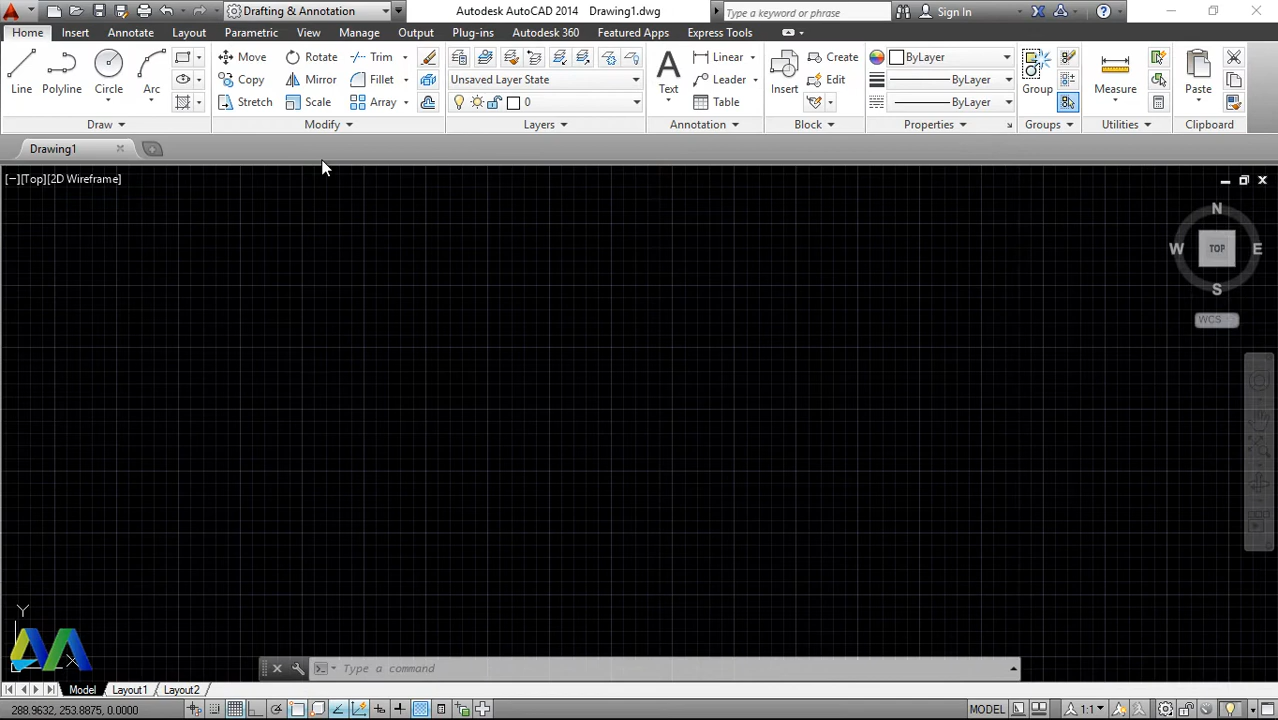 Drafting & Annotation Autodesk AutoCAD 2014 Drawing1.dwg Type a keyword or phrase Sign In
Home Insert Annotate Layout Parametric View Manage Output Plug-ins Autodesk 360 Featured Apps Express Tools
Move Rotate Trim Unsaved Layer State Linear Create ByLayer
Line Polyline Circle Arc Copy Mirror Fillet Text Leader Insert Edit ByLayer Group Measure Paste
Stretch Scale Array 0 Table ByLayer
Draw Modify Layers Annotation Block Properties Groups Utilities Clipboard
Drawing1
[−][Top][2D Wireframe]
N
W TOP E
S
WCS
Y
X
Type a command
Model Layout1 Layout2
288.9632, 253.8875, 0.0000 MODEL 1:1